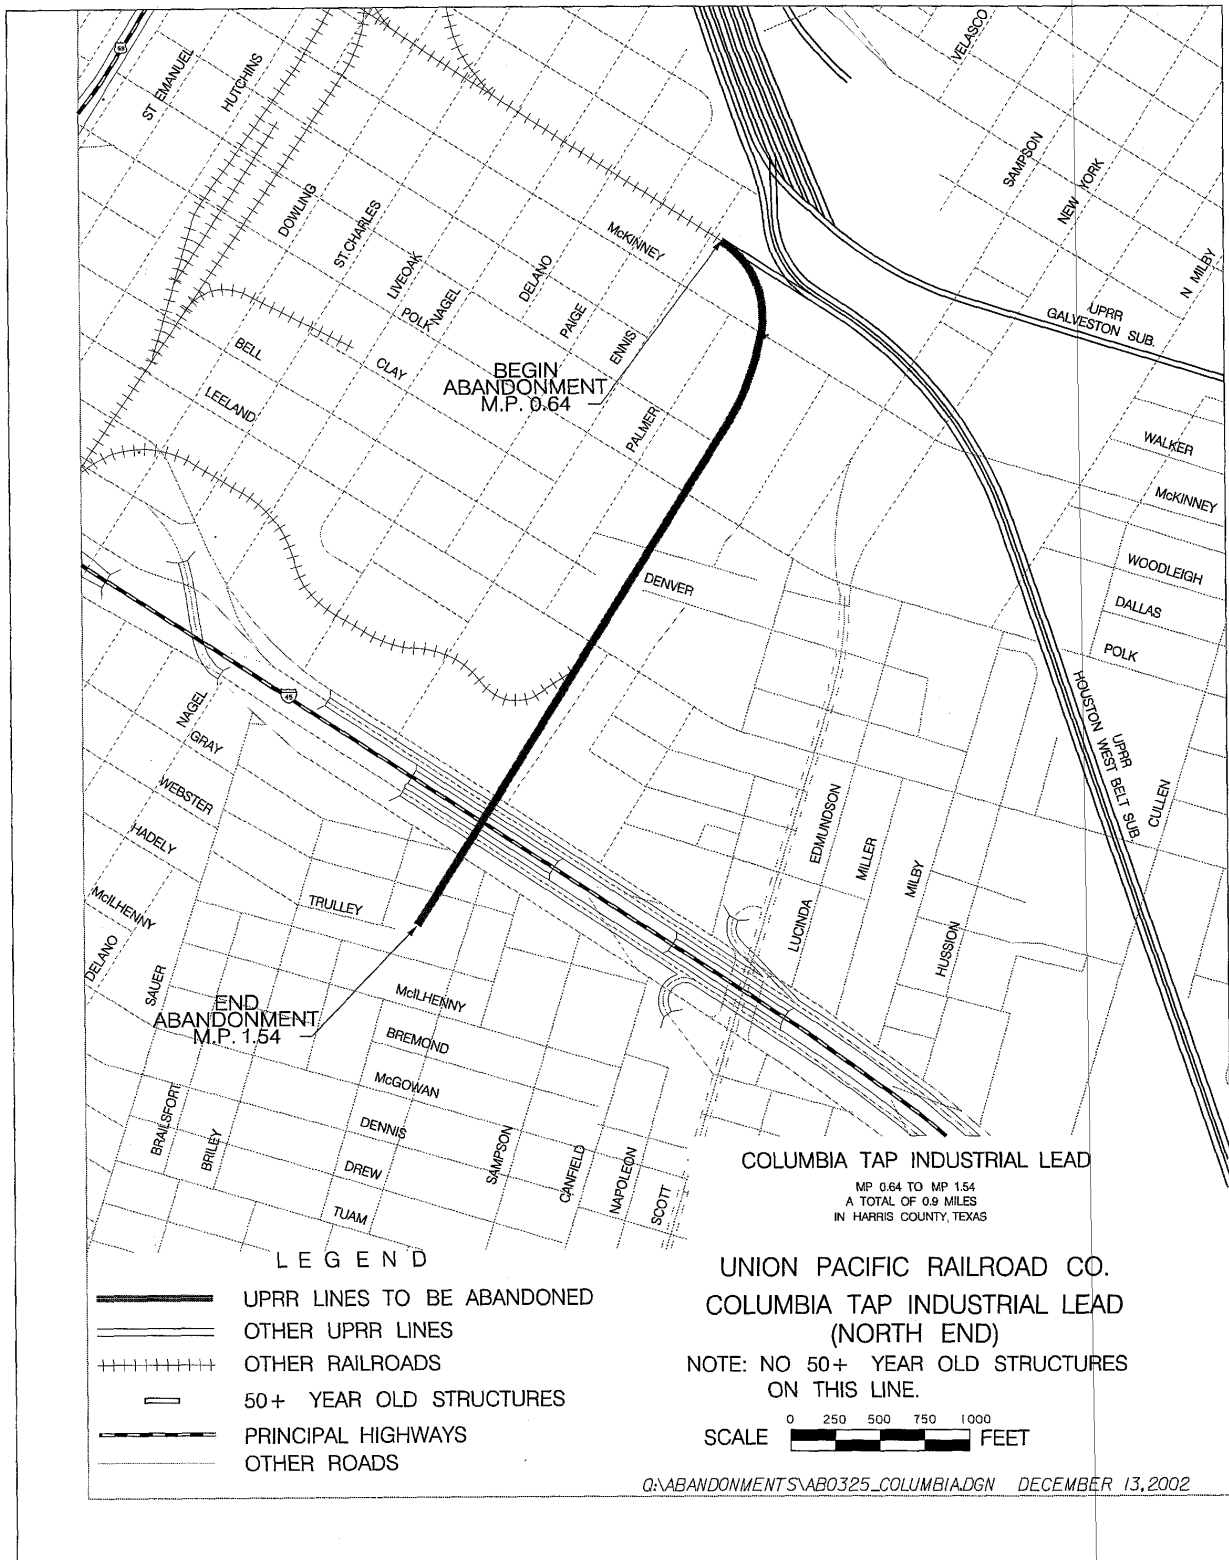 59
ST EMANUEL
HUTCHINS
VELASCO
SAMPSON
NEW YORK
N MILBY
DOWLING
ST.CHARLES
LIVEOAK
POLK
NAGEL
DELANO
PAIGE
ENNIS
McKINNEY
UPRR
GALVESTON SUB.
BELL
CLAY
LEELAND
BEGIN
ABANDONMENT
M.P. 0.64
PALMER
WALKER
McKINNEY
WOODLEIGH
DALLAS
POLK
DENVER
45
NAGEL
GRAY
WEBSTER
HADELY
McILHENNY
DELANO
SAUER
TRULLEY
UPRR
HOUSTON WEST BELT SUB.
CULLEN
EDMUNDSON
MILLER
MILBY
LUCINDA
HUSSION
END
ABANDONMENT
M.P. 1.54
McILHENNY
BREMOND
McGOWAN
DENNIS
DREW
TUAM
BRAILSFORT
BRILEY
SAMPSON
CANFIELD
NAPOLEON
SCOTT
COLUMBIA TAP INDUSTRIAL LEAD
MP 0.64 TO MP 1.54
A TOTAL OF 0.9 MILES
IN HARRIS COUNTY, TEXAS
LEGEND
UPRR LINES TO BE ABANDONED
OTHER UPRR LINES
OTHER RAILROADS
50+ YEAR OLD STRUCTURES
PRINCIPAL HIGHWAYS
OTHER ROADS
UNION PACIFIC RAILROAD CO.
COLUMBIA TAP INDUSTRIAL LEAD
(NORTH END)
NOTE: NO 50+ YEAR OLD STRUCTURES
ON THIS LINE.
0 250 500 750 1000
SCALE FEET
Q:\ABANDONMENTS\AB0325_COLUMBIA.DGN DECEMBER 13,2002